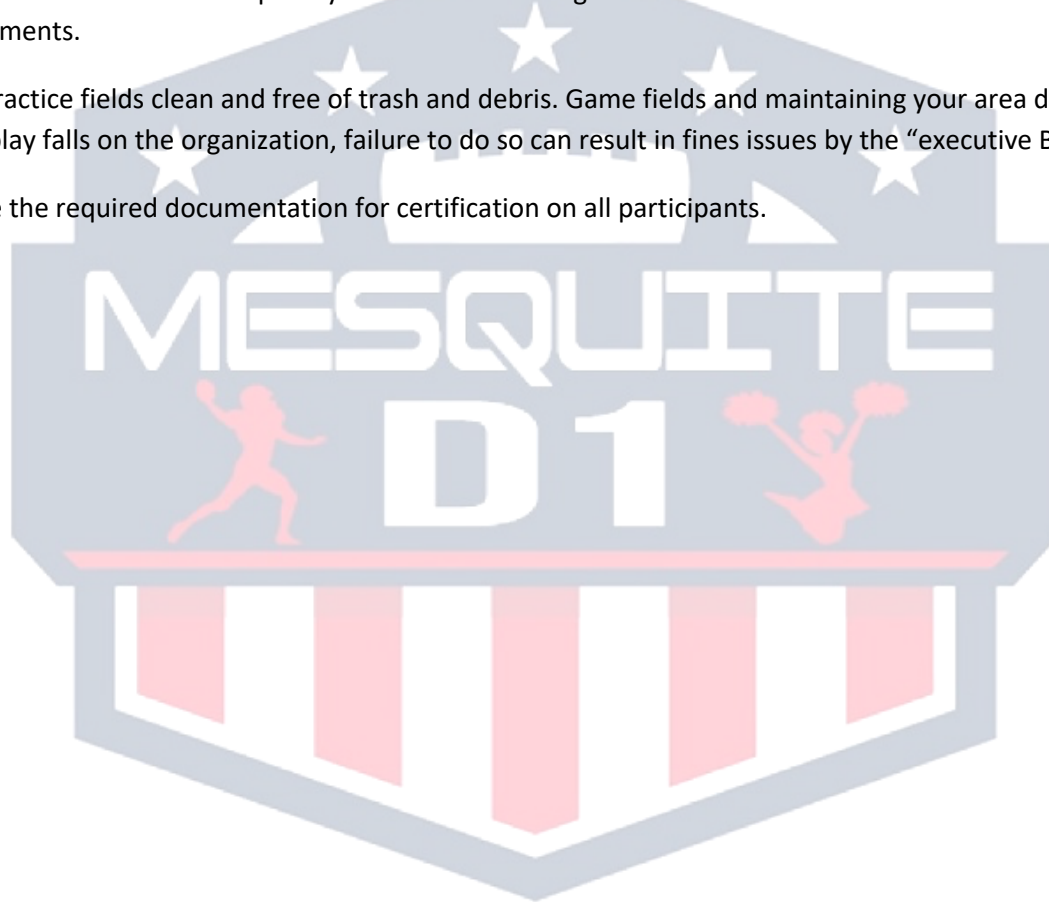 ments.
ractice fields clean and free of trash and debris. Game fields and maintaining your area d
lay falls on the organization, failure to do so can result in fines issues by the “executive B
the required documentation for certification on all participants.
MESQUITE
D1